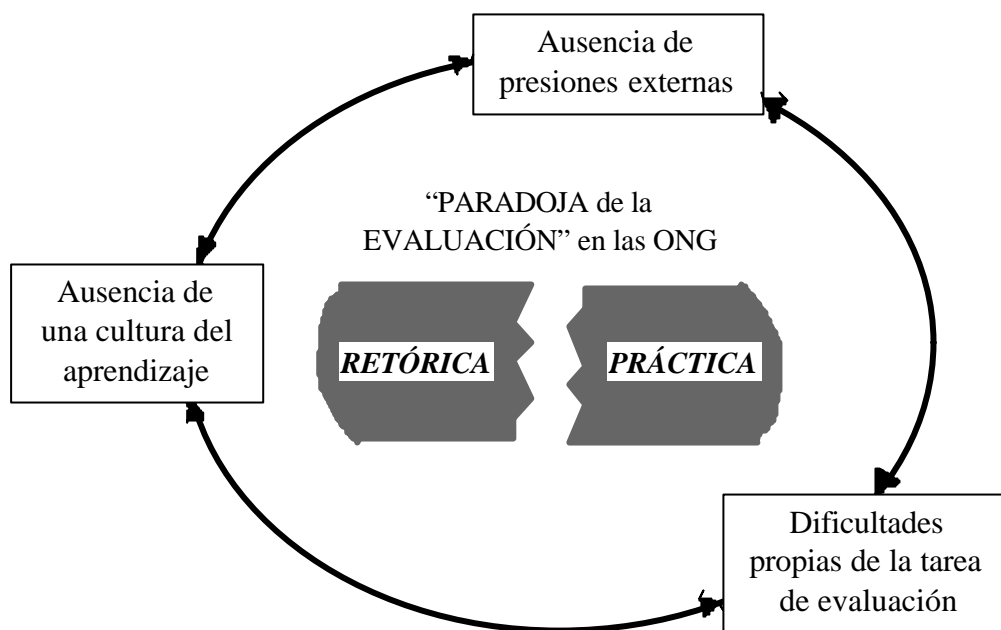 Ausencia de
presiones externas
“PARADOJA de la
EVALUACIÓN” en las ONG
Ausencia de
una cultura del
aprendizaje
RETÓRICA
PRÁCTICA
Dificultades
propias de la tarea
de evaluación